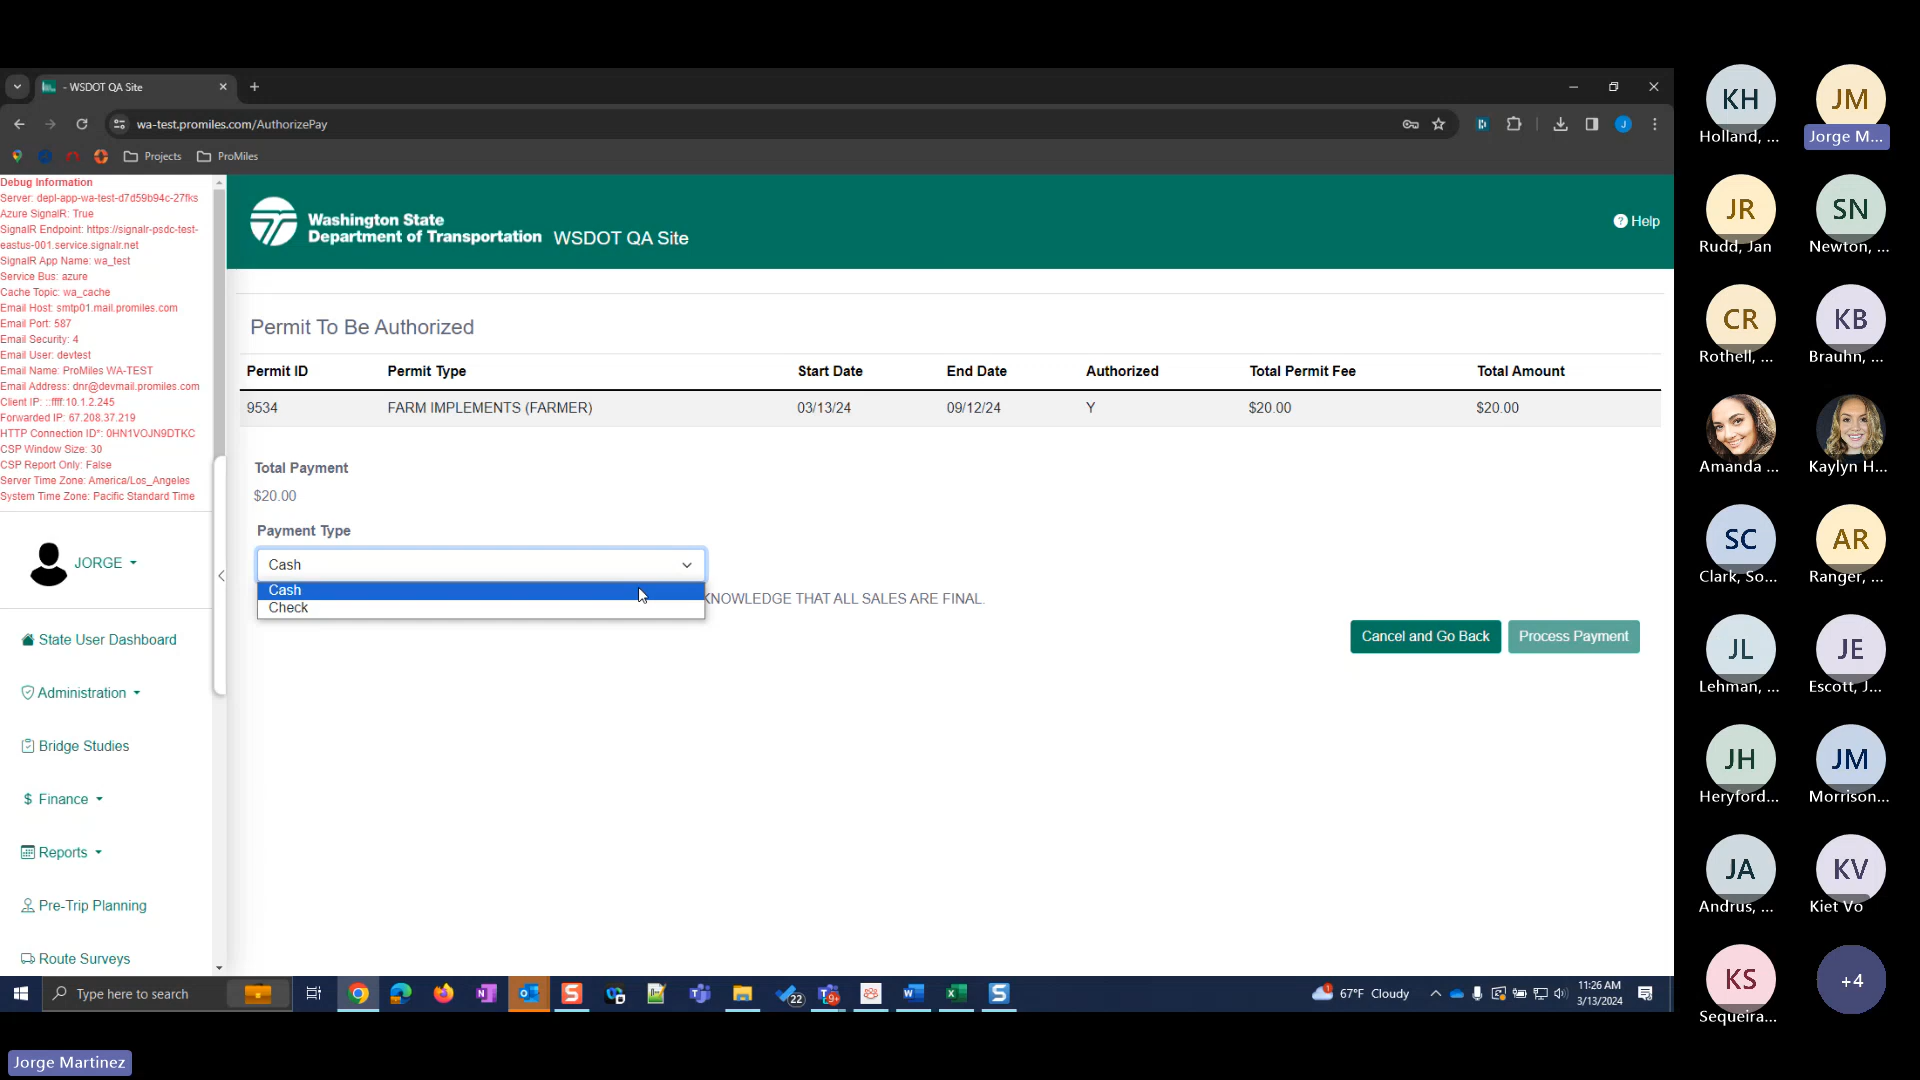 - WSDOT QA Site
wa-test.promiles.com/AuthorizePay
Projects
ProMiles
Debug Information
Server: depl-app-wa-test-d7d59b94c-27fks
Azure SignalR: True
SignalR Endpoint: https://signalr-psdc-test-
eastus-001.service.signalr.net
SignalR App Name: wa_test
Service Bus: azure
Cache Topic: wa_cache
Email Host: smtp01.mail.promiles.com
Email Port: 587
Email Security: 4
Email User: devtest
Email Name: ProMiles WA-TEST
Email Address: dnr@devmail.promiles.com
Client IP: ::ffff:10.1.2.245
Forwarded IP: 67.208.37.219
HTTP Connection ID*: 0HN1VOJN9DTKC
CSP Window Size: 30
CSP Report Only: False
Server Time Zone: America/Los_Angeles
System Time Zone: Pacific Standard Time
JORGE
State User Dashboard
Administration
Bridge Studies
$ Finance
Reports
Pre-Trip Planning
Route Surveys
Washington State
Department of Transportation WSDOT QA Site
? Help
Permit To Be Authorized
Permit ID Permit Type Start Date End Date Authorized Total Permit Fee Total Amount
9534 FARM IMPLEMENTS (FARMER) 03/13/24 09/12/24 Y $20.00 $20.00
Total Payment
$20.00
Payment Type
Cash
Cash
Check
KNOWLEDGE THAT ALL SALES ARE FINAL.
Cancel and Go Back
Process Payment
Type here to search
22
9+
67°F Cloudy
11:26 AM
3/13/2024
Jorge Martinez
KH
Holland, ...
JM
Jorge M...
JR
Rudd, Jan
SN
Newton, ...
CR
Rothell, ...
KB
Brauhn, ...
Amanda ...
Kaylyn H...
SC
Clark, So...
AR
Ranger, ...
JL
Lehman, ...
JE
Escott, J...
JH
Heryford...
JM
Morrison...
JA
Andrus, ...
KV
Kiet Vo
KS
Sequeira...
+4